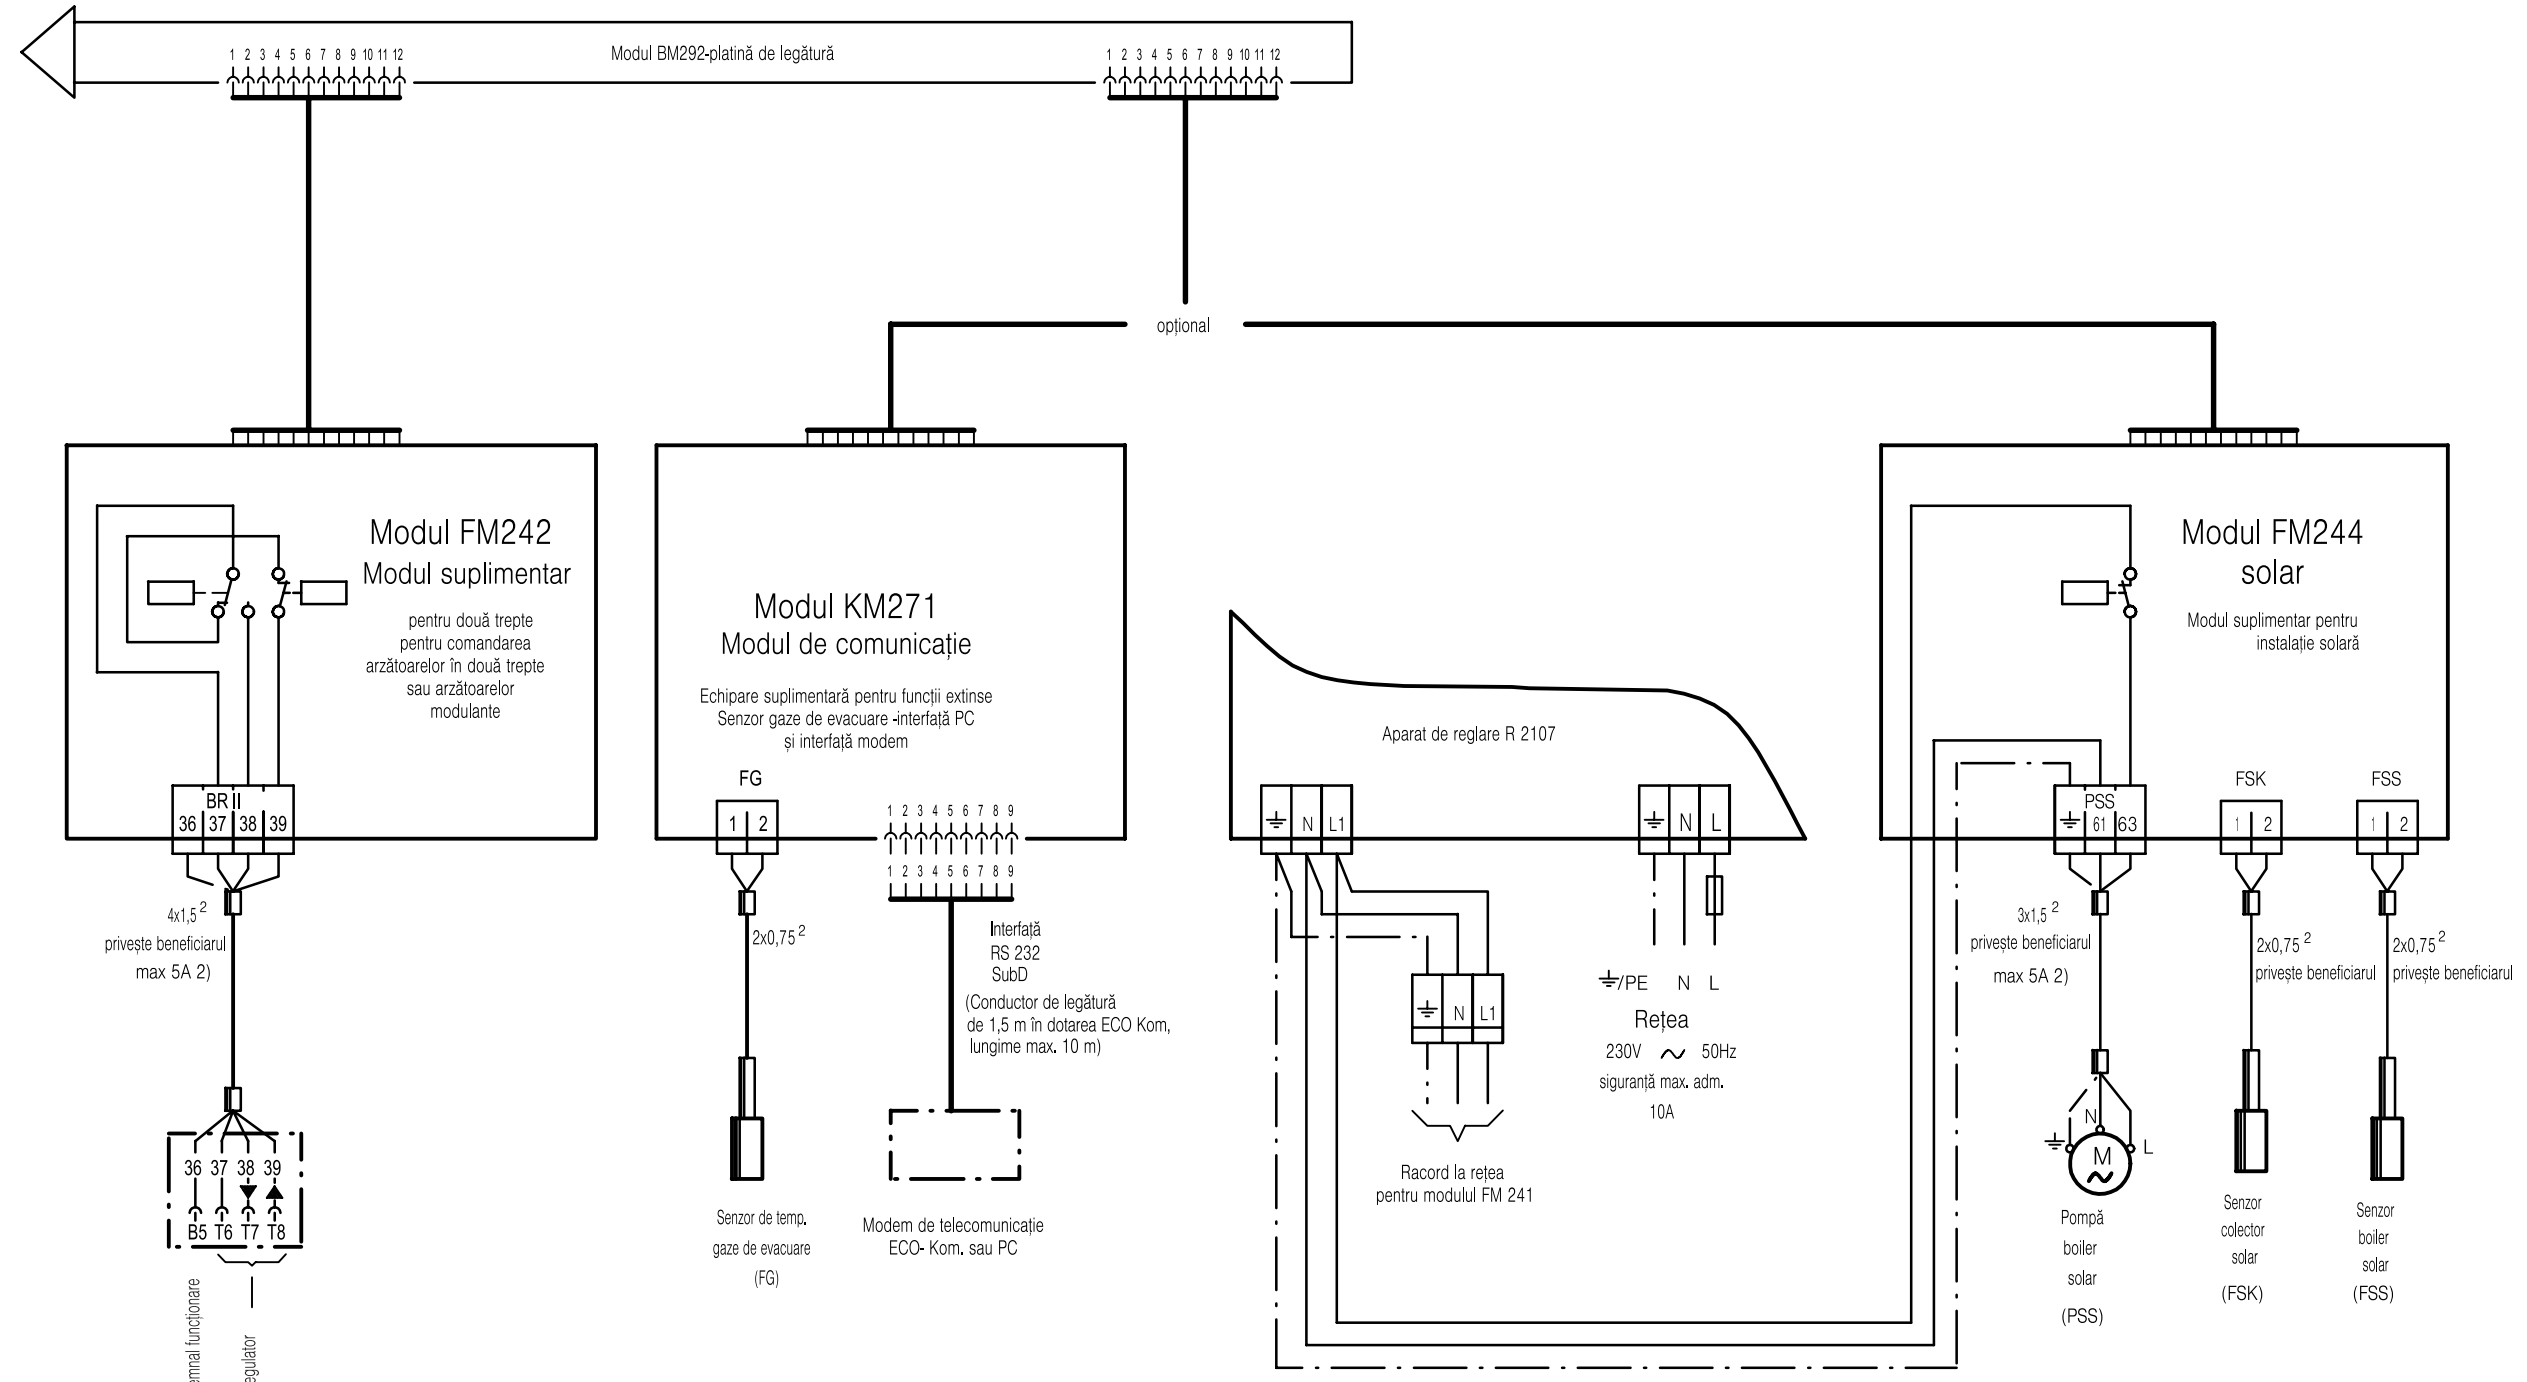 Modul BM292-platină de legătură
1 2 3 4 5 6 7 8 9 10 11 12
1 2 3 4 5 6 7 8 9 10 11 12
opțional
Modul FM242
Modul suplimentar
pentru două trepte
pentru comandarea
arzătoarelor în două trepte
sau arzătoarelor
modulante
BR II
36 37 38 39
4x1,5 2
privește beneficiarul
max 5A 2)
36 37 38 39
B5 T6 T7 T8
Modul KM271
Modul de comunicație
Echipare suplimentară pentru funcții extinse
Senzor gaze de evacuare -interfață PC
și interfață modem
FG
1 2
1 2 3 4 5 6 7 8 9
1 2 3 4 5 6 7 8 9
2x0,75 2
Interfață
RS 232
SubD
(Conductor de legătură
de 1,5 m în dotarea ECO Kom,
lungime max. 10 m)
Senzor de temp.
gaze de evacuare
(FG)
Modem de telecomunicație
ECO- Kom. sau PC
Aparat de reglare R 2107
N L1
N L
N L1
Racord la rețea
pentru modulul FM 241
/PE N L
Rețea
230V 50Hz
siguranță max. adm.
10A
Modul FM244
solar
Modul suplimentar pentru
instalație solară
PSS
61 63
FSK
1 2
FSS
1 2
3x1,5 2
privește beneficiarul
max 5A 2)
2x0,75 2
privește beneficiarul
2x0,75 2
privește beneficiarul
N
L
M
Pompă
boiler
solar
(PSS)
Senzor
colector
solar
(FSK)
Senzor
boiler
solar
(FSS)
funcționare